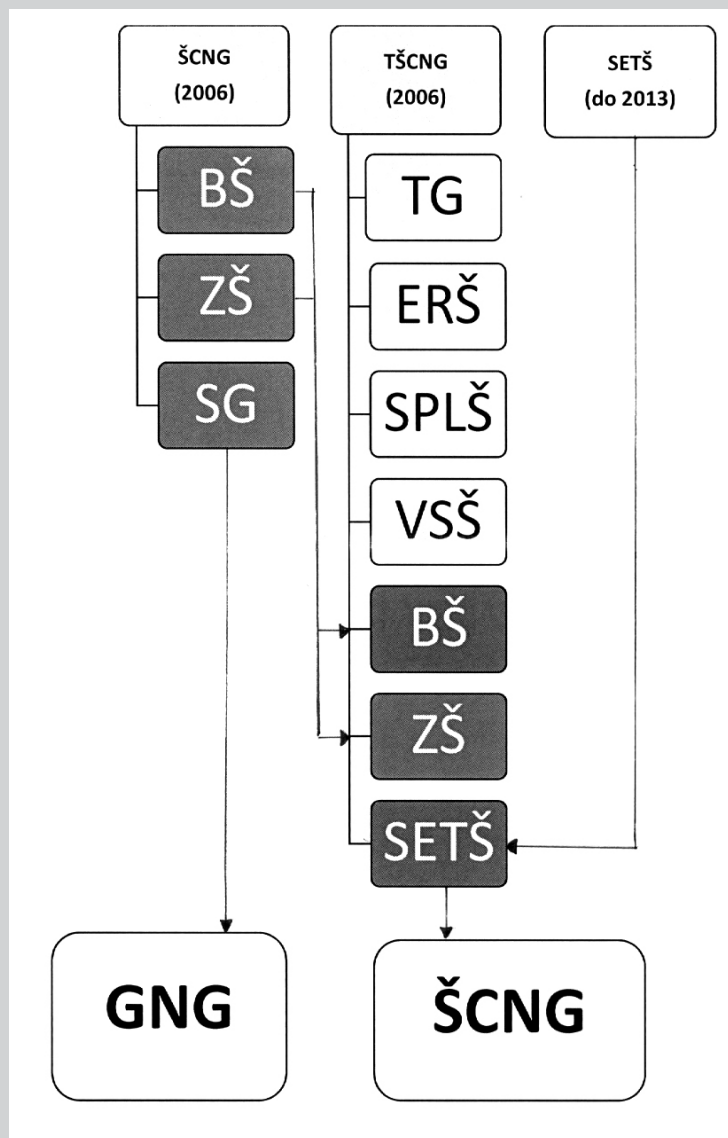 ŠCNG
(2006)
BŠ
ZŠ
SG
TŠCNG
(2006)
TG
ERŠ
SPLŠ
VSŠ
BŠ
ZŠ
SETŠ
SETŠ
(do 2013)
GNG
ŠCNG